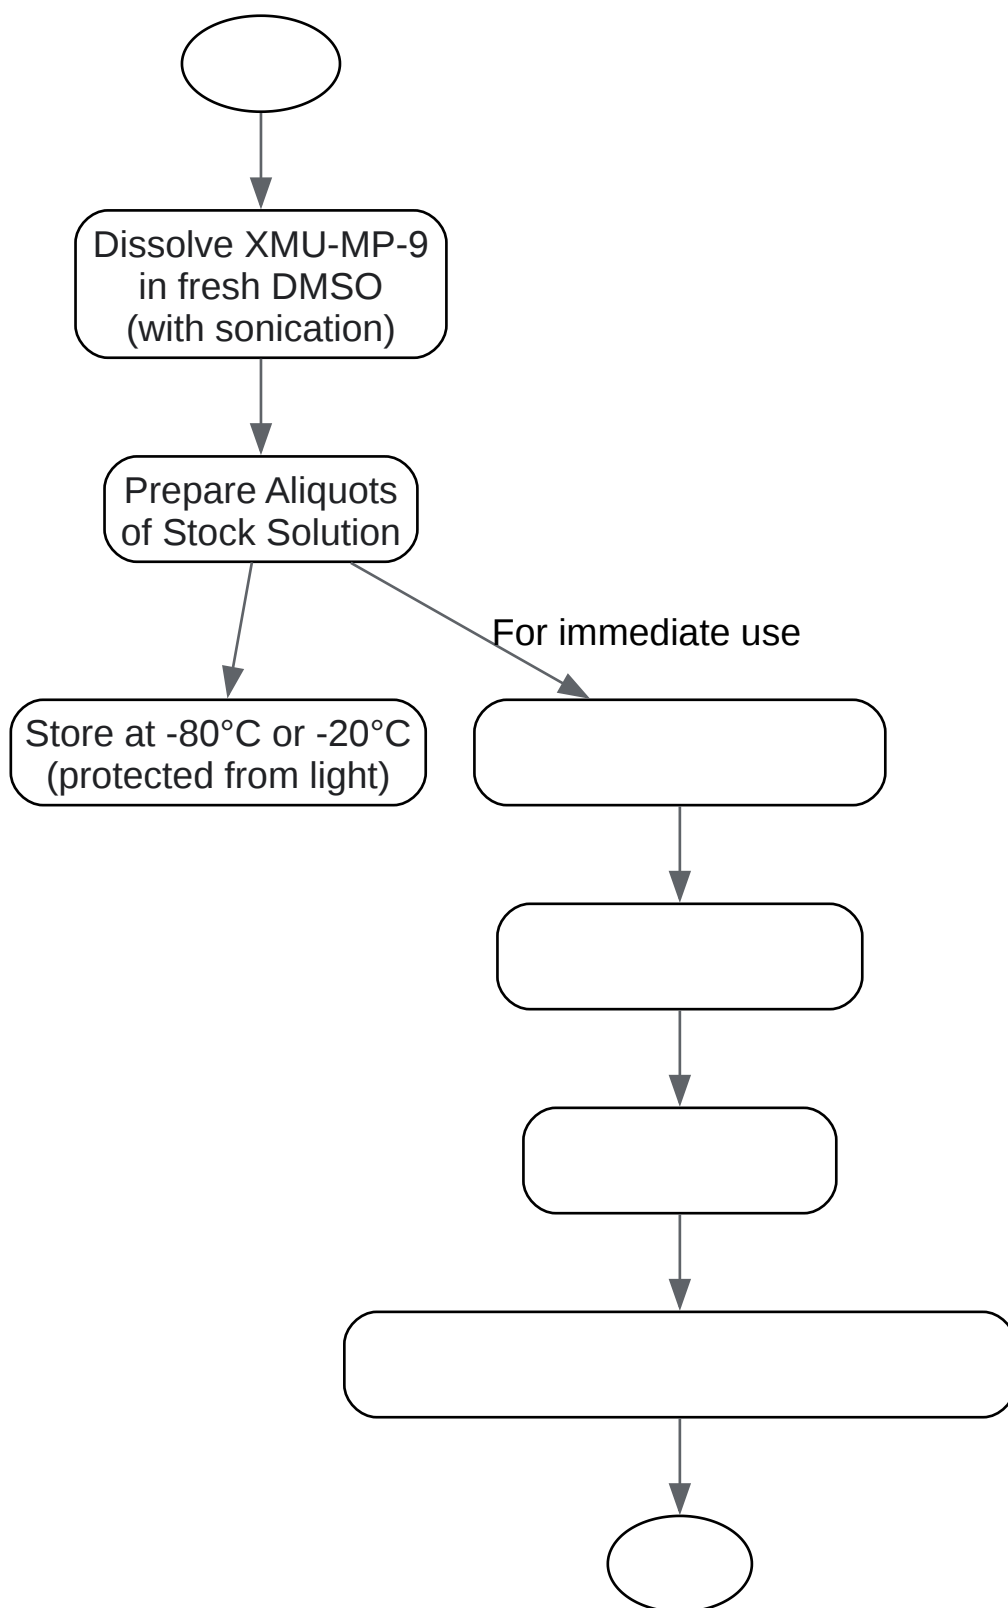 Dissolve XMU-MP-9
in fresh DMSO
(with sonication)
Prepare Aliquots
of Stock Solution
For immediate use
Store at -80°C or -20°C
(protected from light)